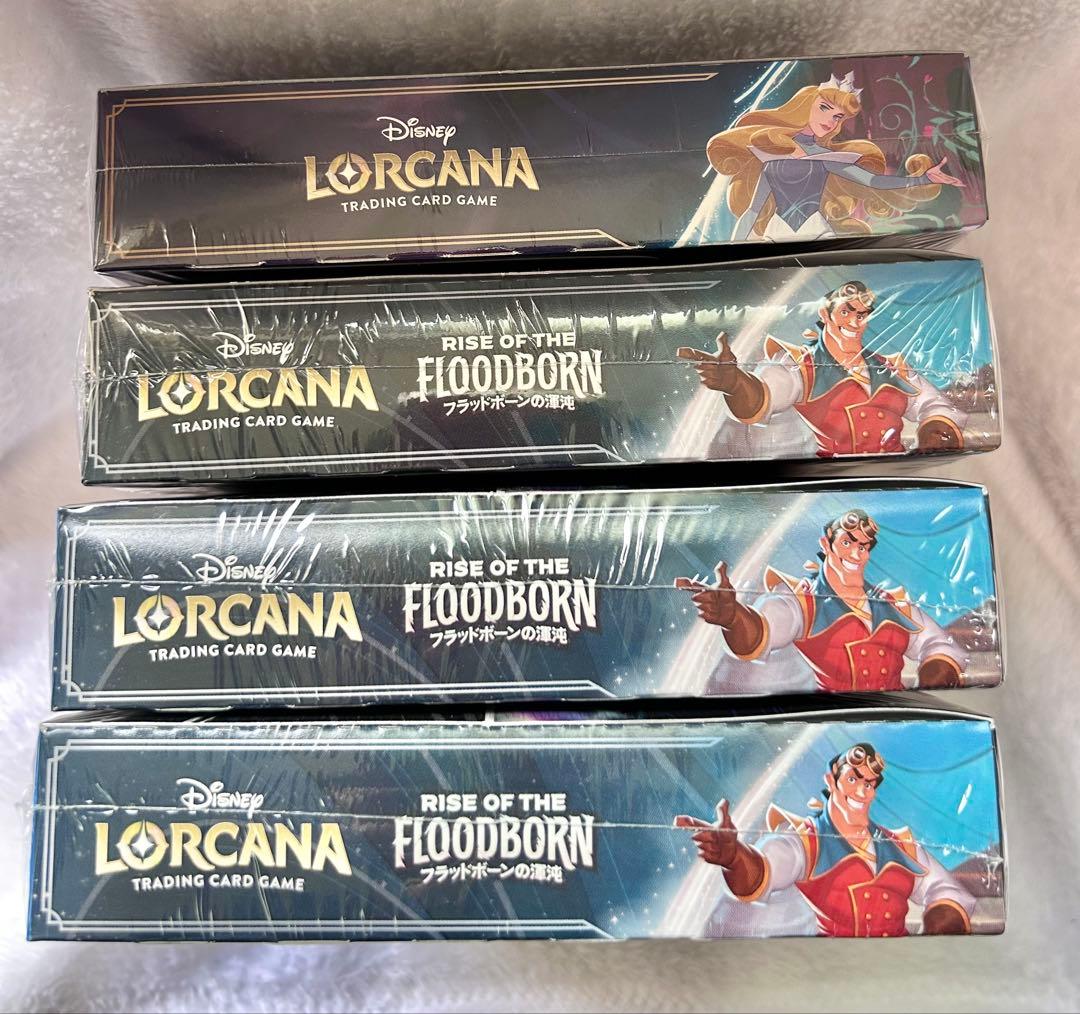 Disney
LORCANA
TRADING CARD GAME
Disney
LORCANA
TRADING CARD GAME
RISE OF THE
FLOODBORN
フラッドボーンの渾沌
Disney
LORCANA
TRADING CARD GAME
RISE OF THE
FLOODBORN
フラッドボーンの渾沌
Disney
LORCANA
TRADING CARD GAME
RISE OF THE
FLOODBORN
フラッドボーンの渾沌